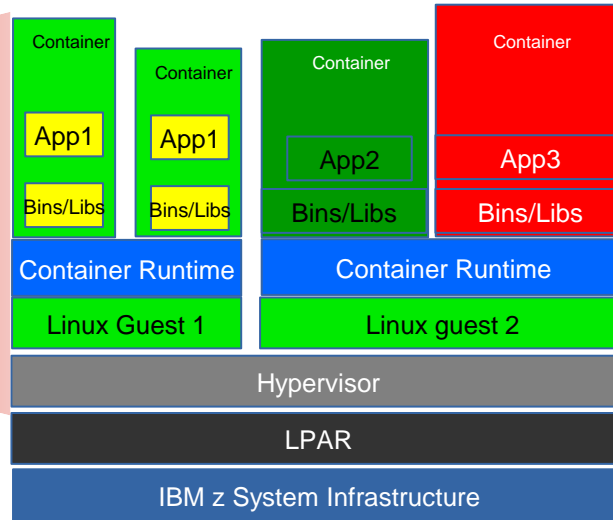 Container
App1
Bins/Libs
Container
App1
Bins/Libs
Container
App2
Bins/Libs
Container
App3
Bins/Libs
Container Runtime
Container Runtime
Linux Guest 1
Linux guest 2
Hypervisor
LPAR
IBM z System Infrastructure